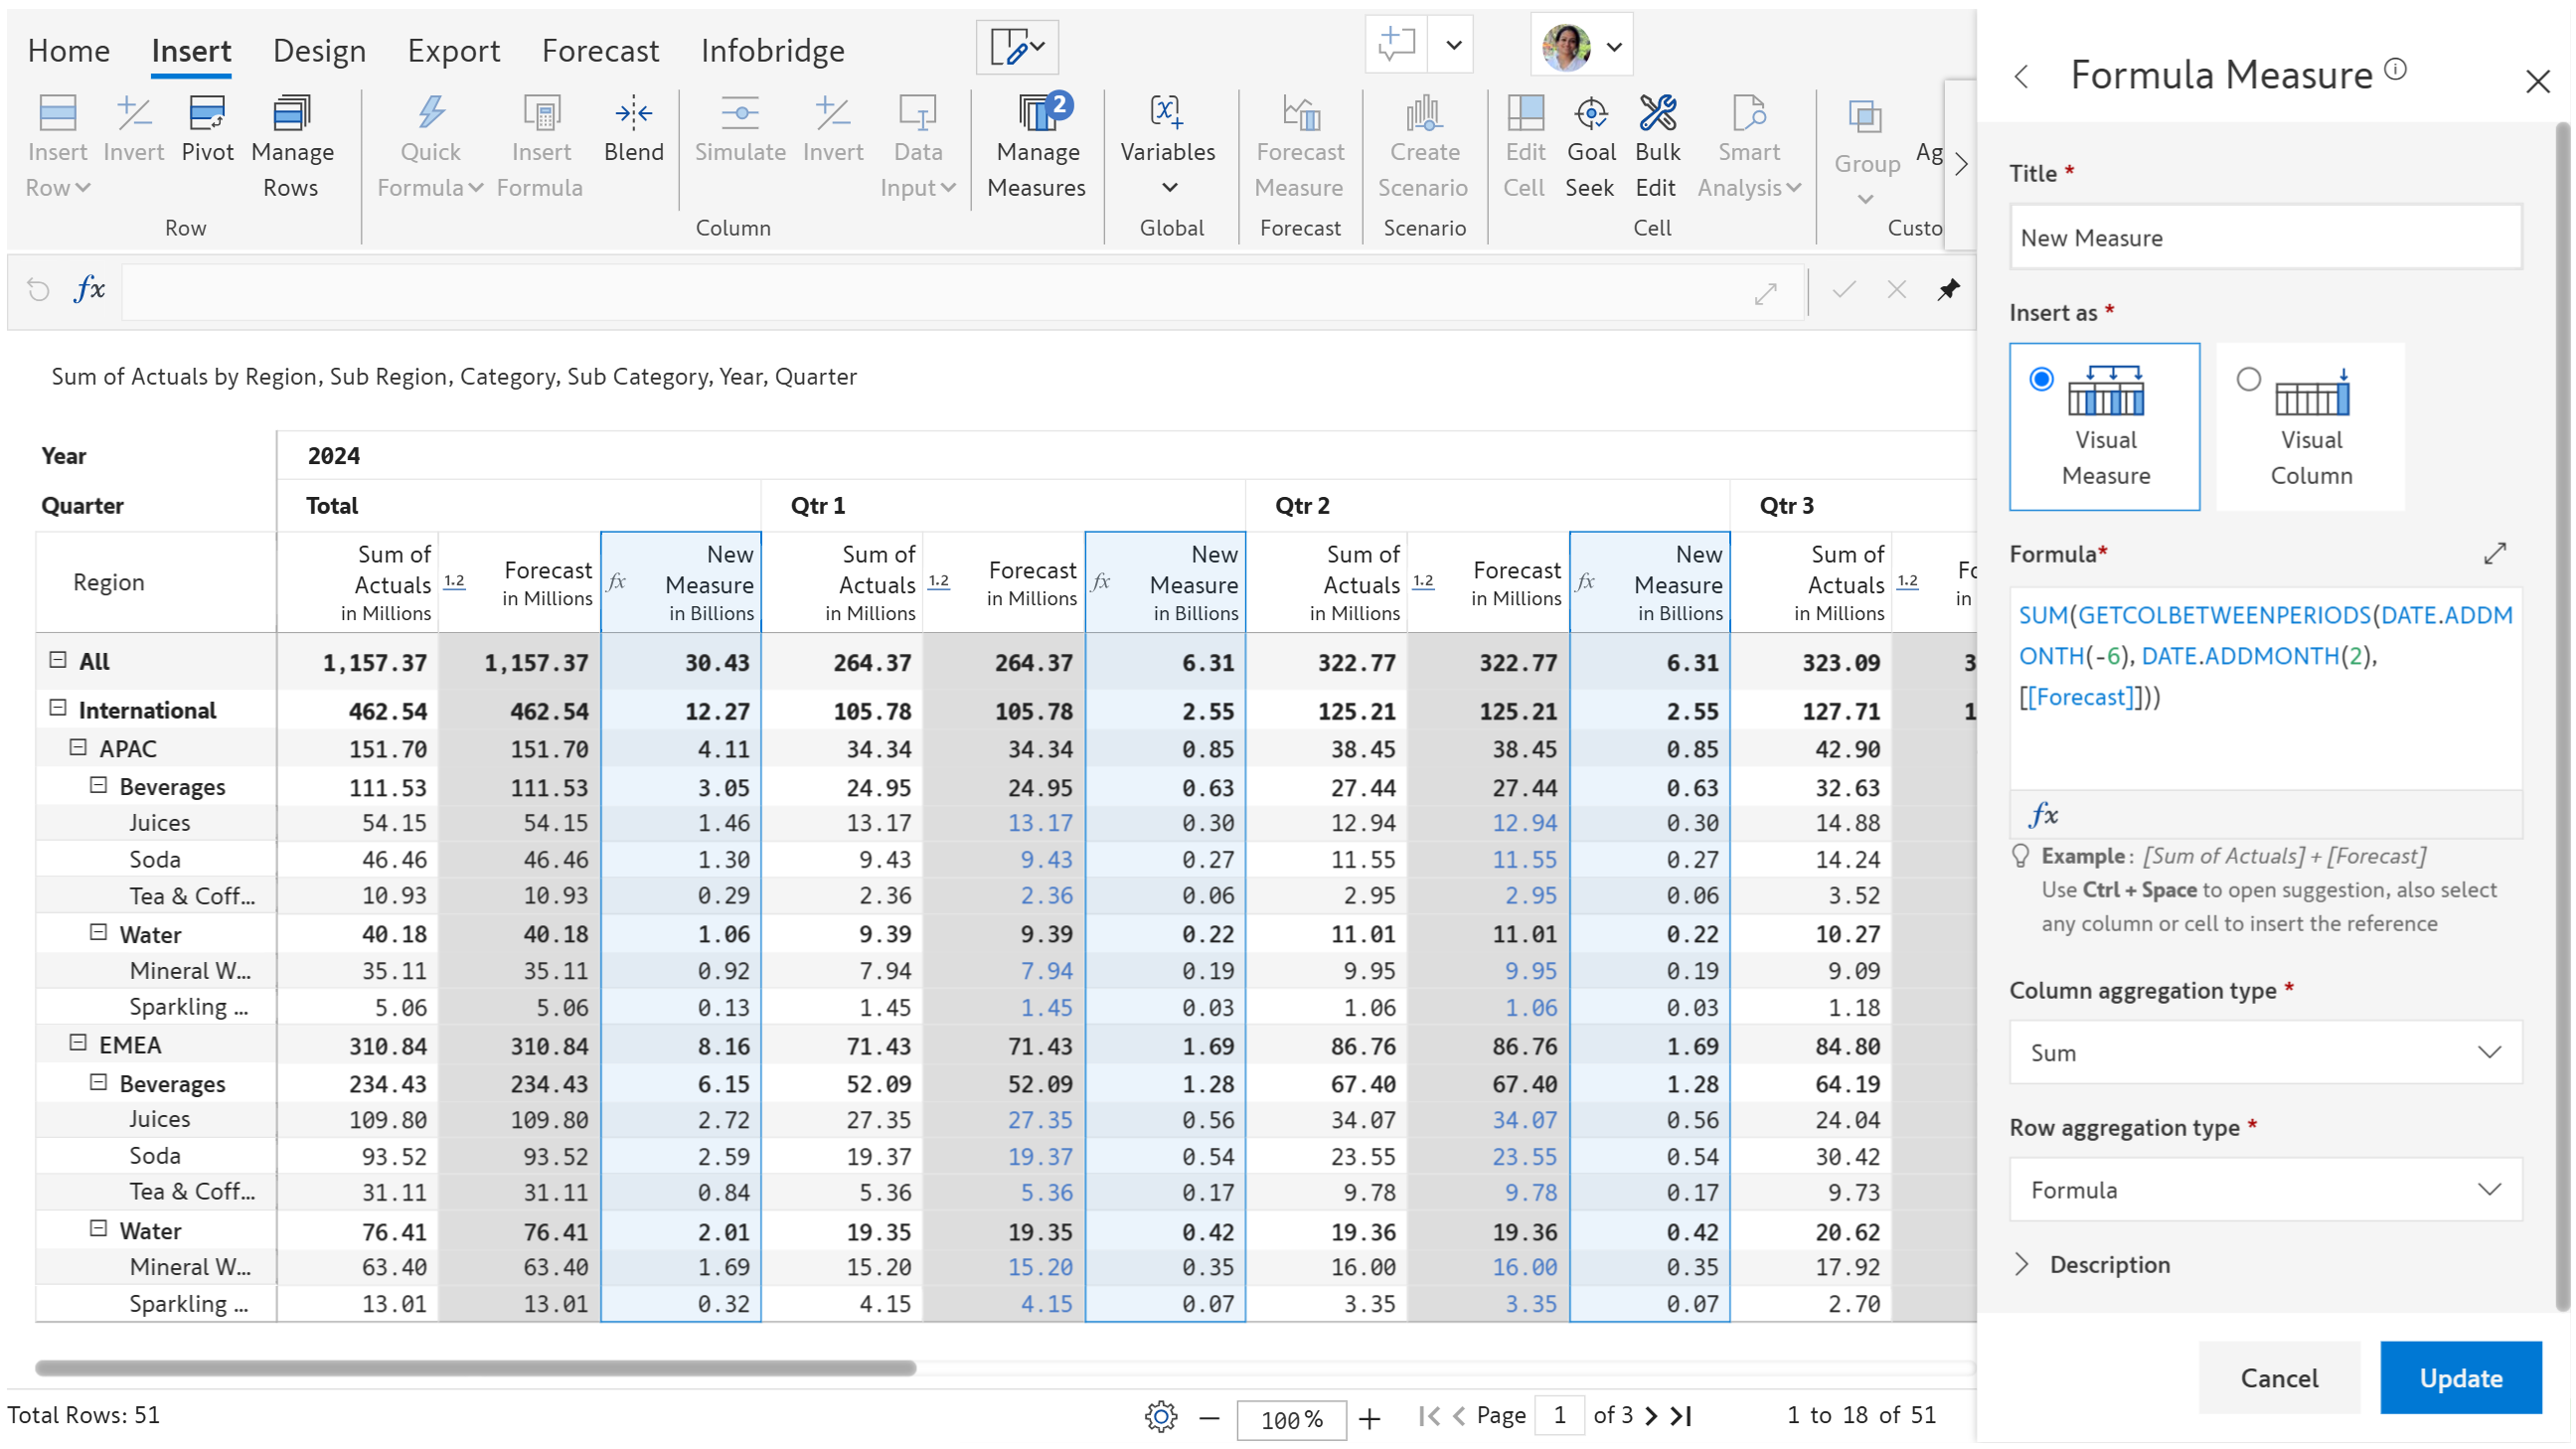 Home Insert Design Export Forecast Infobridge
Insert Row Invert Pivot Manage Rows Quick Formula Insert Formula Blend Simulate Invert Data Input Manage Measures 2 Variables Forecast Measure Create Scenario Edit Cell Goal Seek Bulk Edit Smart Analysis Group Ag
Row Column Global Forecast Scenario Cell Custo
fx
Sum of Actuals by Region, Sub Region, Category, Sub Category, Year, Quarter
Year 2024
Quarter Total Qtr 1 Qtr 2 Qtr 3
Region Sum of Actuals in Millions 1.2 Forecast in Millions fx New Measure in Billions Sum of Actuals in Millions 1.2 Forecast in Millions fx New Measure in Billions Sum of Actuals in Millions 1.2 Forecast in Millions fx New Measure in Billions Sum of Actuals in Millions 1.2 Fo in
All 1,157.37 1,157.37 30.43 264.37 264.37 6.31 322.77 322.77 6.31 323.09 3
International 462.54 462.54 12.27 105.78 105.78 2.55 125.21 125.21 2.55 127.71 1
APAC 151.70 151.70 4.11 34.34 34.34 0.85 38.45 38.45 0.85 42.90
Beverages 111.53 111.53 3.05 24.95 24.95 0.63 27.44 27.44 0.63 32.63
Juices 54.15 54.15 1.46 13.17 13.17 0.30 12.94 12.94 0.30 14.88
Soda 46.46 46.46 1.30 9.43 9.43 0.27 11.55 11.55 0.27 14.24
Tea & Coff... 10.93 10.93 0.29 2.36 2.36 0.06 2.95 2.95 0.06 3.52
Water 40.18 40.18 1.06 9.39 9.39 0.22 11.01 11.01 0.22 10.27
Mineral W... 35.11 35.11 0.92 7.94 7.94 0.19 9.95 9.95 0.19 9.09
Sparkling ... 5.06 5.06 0.13 1.45 1.45 0.03 1.06 1.06 0.03 1.18
EMEA 310.84 310.84 8.16 71.43 71.43 1.69 86.76 86.76 1.69 84.80
Beverages 234.43 234.43 6.15 52.09 52.09 1.28 67.40 67.40 1.28 64.19
Juices 109.80 109.80 2.72 27.35 27.35 0.56 34.07 34.07 0.56 24.04
Soda 93.52 93.52 2.59 19.37 19.37 0.54 23.55 23.55 0.54 30.42
Tea & Coff... 31.11 31.11 0.84 5.36 5.36 0.17 9.78 9.78 0.17 9.73
Water 76.41 76.41 2.01 19.35 19.35 0.42 19.36 19.36 0.42 20.62
Mineral W... 63.40 63.40 1.69 15.20 15.20 0.35 16.00 16.00 0.35 17.92
Sparkling ... 13.01 13.01 0.32 4.15 4.15 0.07 3.35 3.35 0.07 2.70
Total Rows: 51 100 % Page 1 of 3 1 to 18 of 51
Formula Measure
Title *
New Measure
Insert as *
Visual Measure
Visual Column
Formula*
SUM(GETCOLBETWEENPERIODS(DATE.ADDM
ONTH(-6), DATE.ADDMONTH(2),
[[Forecast]]))
fx
Example : [Sum of Actuals] + [Forecast]
Use Ctrl + Space to open suggestion, also select
any column or cell to insert the reference
Column aggregation type *
Sum
Row aggregation type *
Formula
Description
Cancel Update